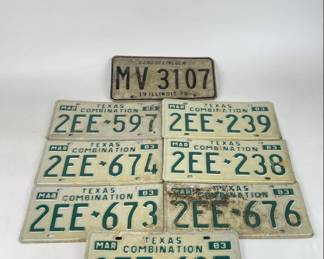 LAND OF LINCOLN
MV 3107
19 ILLINOIS 78
MAR TEXAS 83
COMBINATION
2EE 597
MAR TEXAS 83
COMBINATION
2EE 239
MAR TEXAS 83
COMBINATION
2EE 674
MAR TEXAS 83
COMBINATION
2EE 238
MAR TEXAS 83
COMBINATION
2EE 673
TEXAS 83
COMBINATION
2EE 676
MAR TEXAS 83
COMBINATION